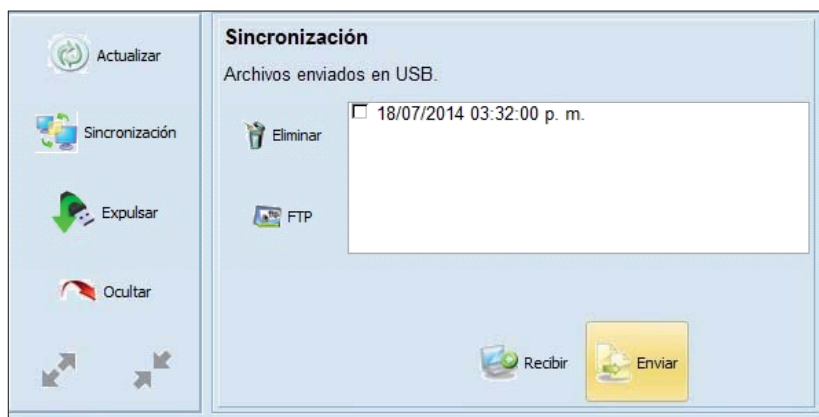 Actualizar
Sincronización
Expulsar
Ocultar
Sincronización
Archivos enviados en USB.
Eliminar
18/07/2014 03:32:00 p. m.
FTP
Recibir
Enviar